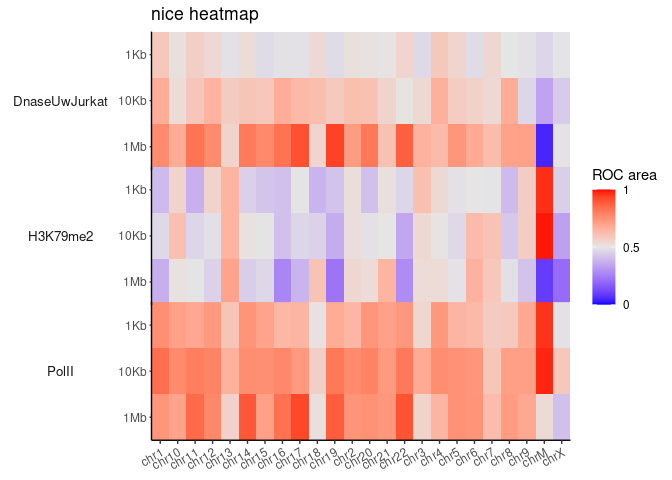 nice heatmap
DnaseUwJurkat
1Kb
10Kb
1Mb
H3K79me2
1Kb
10Kb
1Mb
PolII
1Kb
10Kb
1Mb
chr1 chr10 chr11 chr12 chr13 chr14 chr15 chr16 chr17 chr18 chr19 chr2 chr20 chr21 chr22 chr3 chr4 chr5 chr6 chr7 chr8 chr9 chrM chrX
ROC area
1
0.5
0